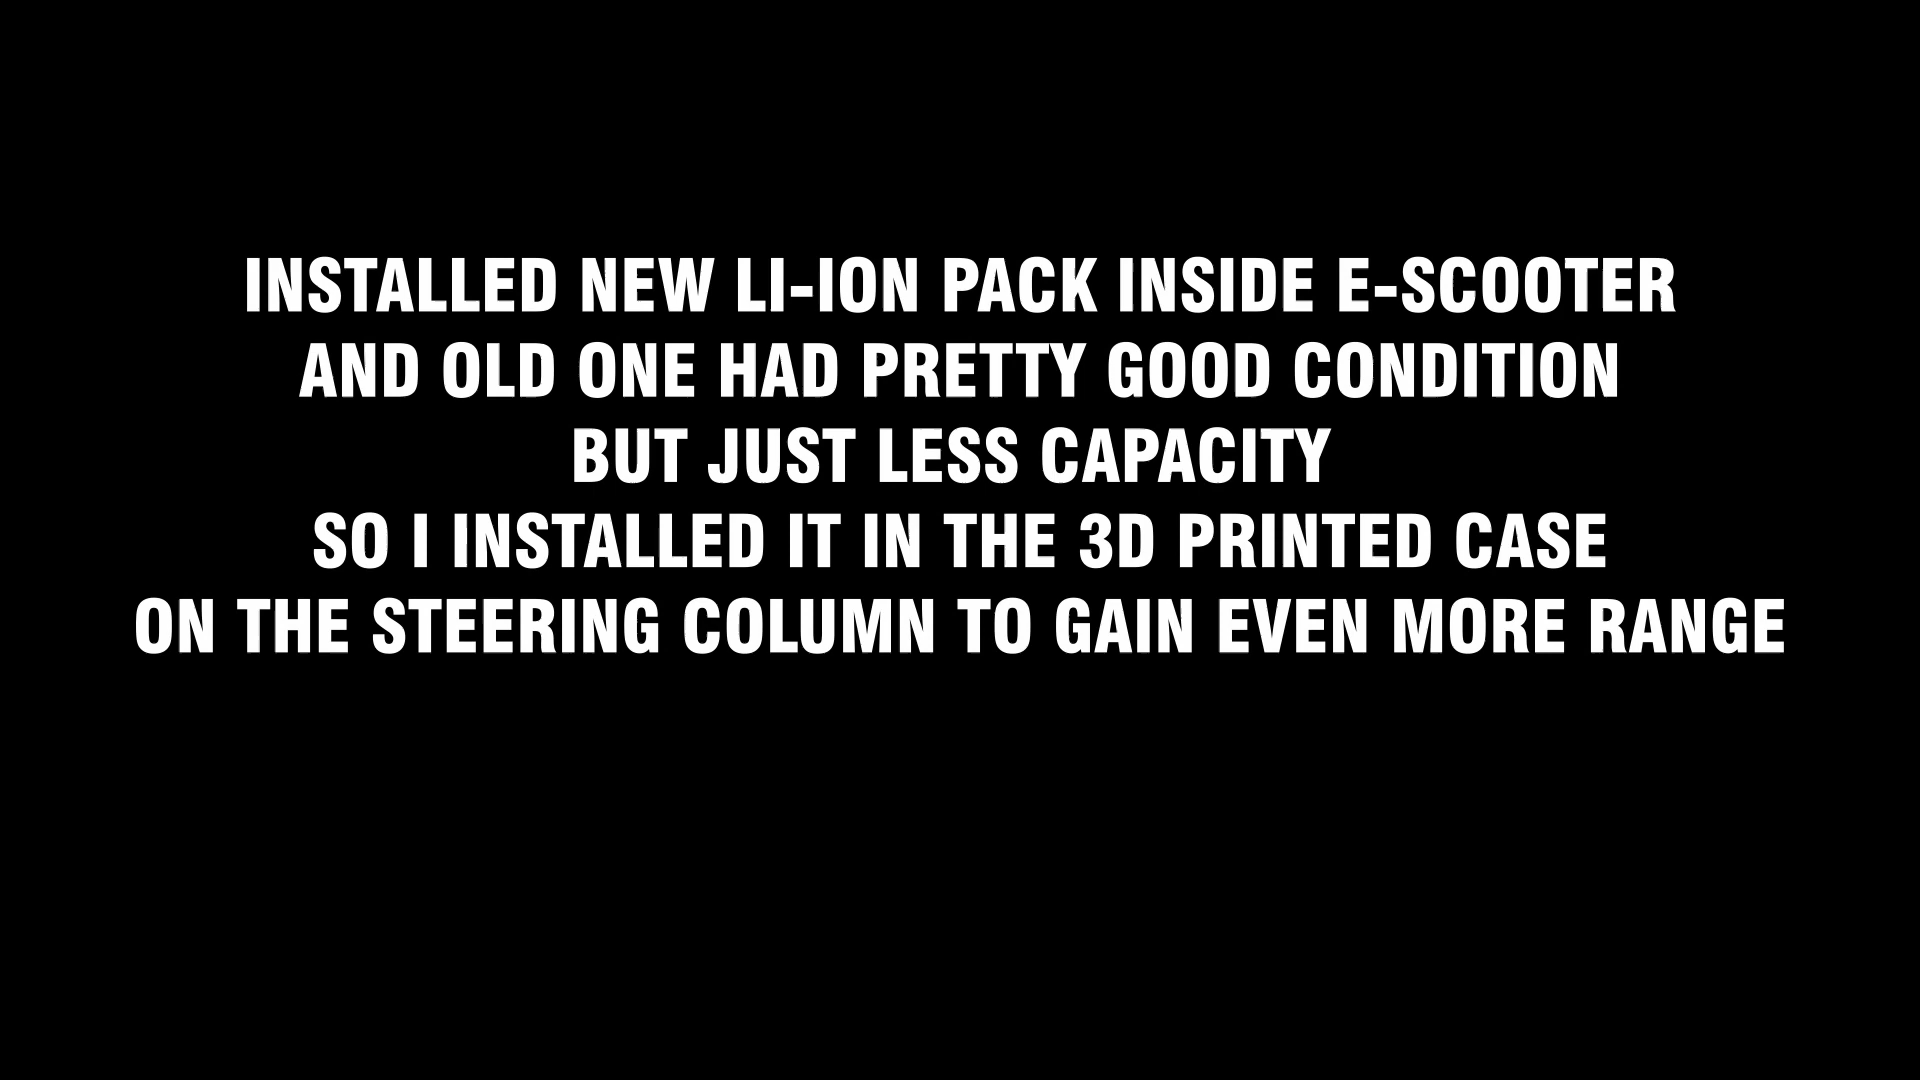 INSTALLED NEW LI-ION PACK INSIDE E-SCOOTER
AND OLD ONE HAD PRETTY GOOD CONDITION
BUT JUST LESS CAPACITY
SO I INSTALLED IT IN THE 3D PRINTED CASE
ON THE STEERING COLUMN TO GAIN EVEN MORE RANGE